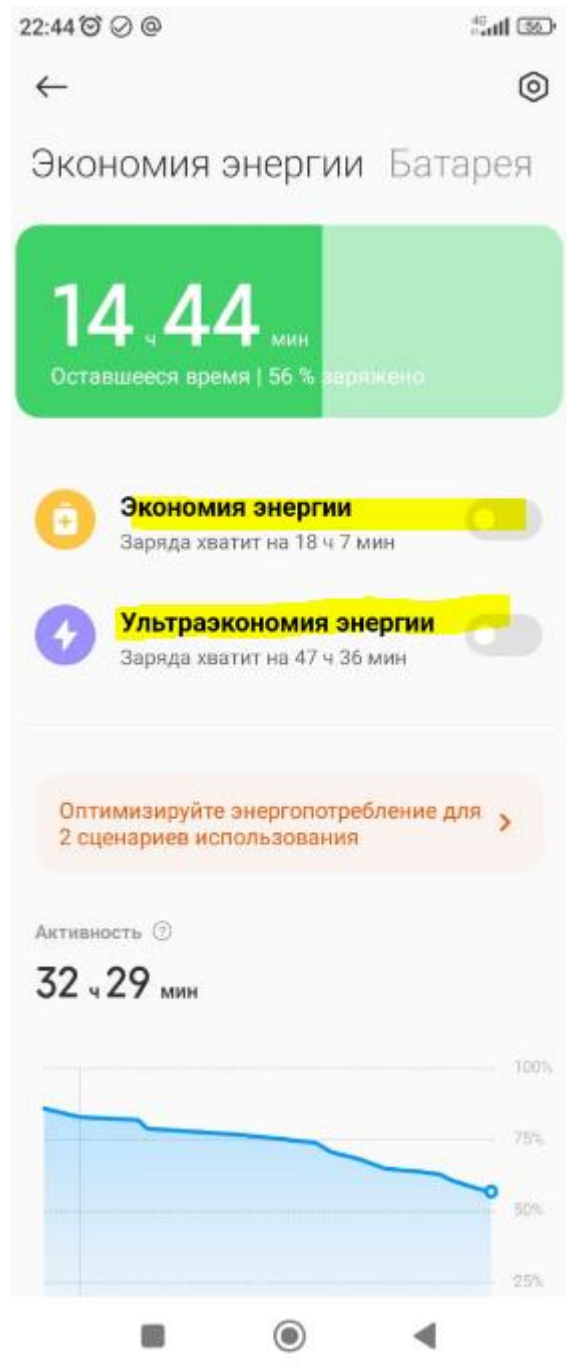 22:44 4G 56
Экономия энергии Батарея
14 ч 44 мин
Оставшееся время | 56 % заряжено
Экономия энергии
Заряда хватит на 18 ч 7 мин
Ультраэкономия энергии
Заряда хватит на 47 ч 36 мин
Оптимизируйте энергопотребление для
2 сценариев использования
Активность ?
32 ч 29 мин
100%
75%
50%
25%